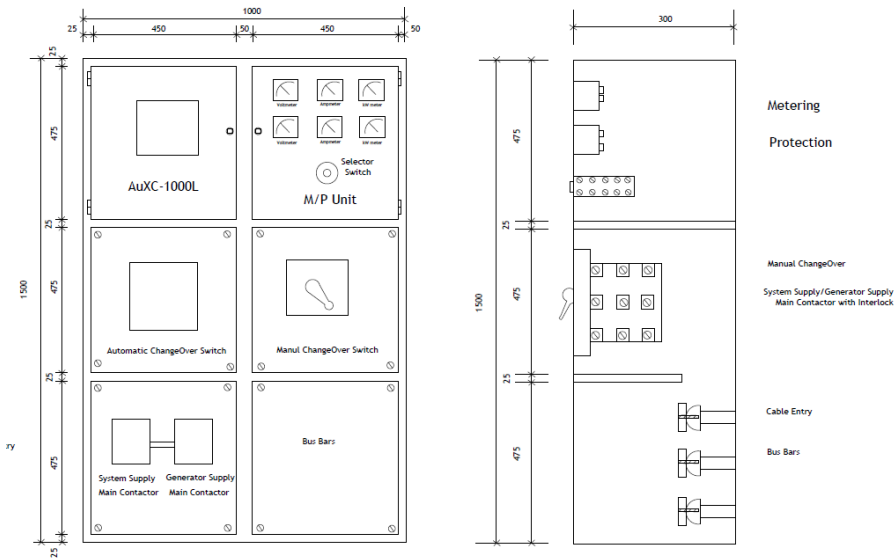 1000
25
450
50
450
50
300
25
475
25
475
25
475
25
1500
Voltmeter
Ampmeter
kW meter
Voltmeter
Ampmeter
kW meter
Selector
Switch
AuXC-1000L
M/P Unit
Automatic ChangeOver Switch
Manul ChangeOver Switch
System Supply
Main Contactor
Generator Supply
Main Contactor
Bus Bars
ry
1500
475
25
475
25
475
Metering
Protection
Manual ChangeOver
System Supply/Generator Supply
Main Contactor with Interlock
Cable Entry
Bus Bars